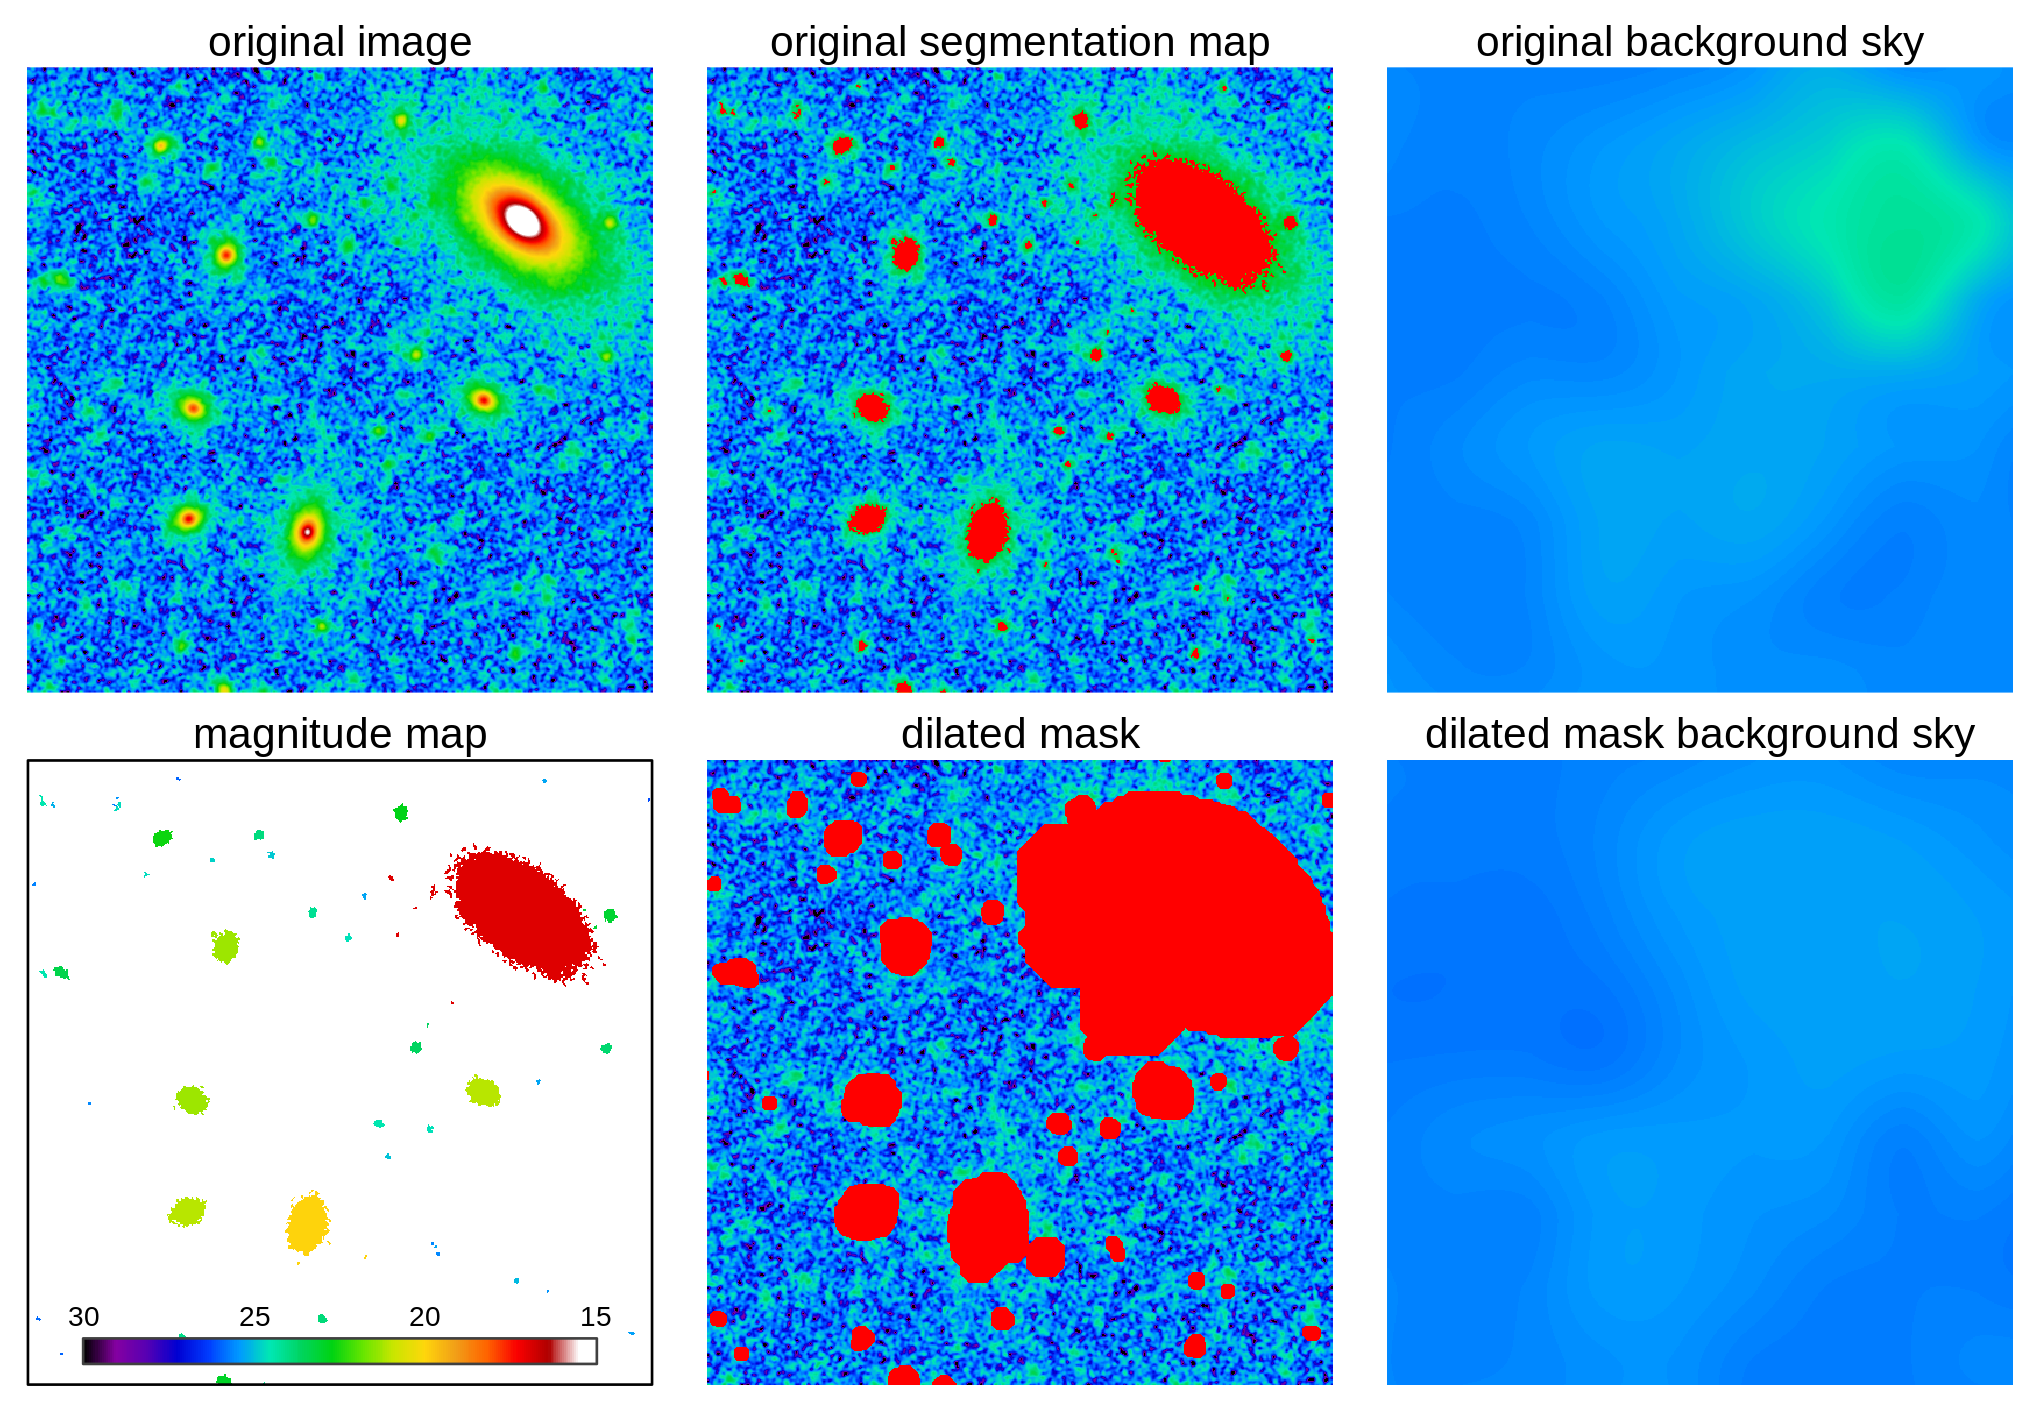 original image
original segmentation map
original background sky
magnitude map
dilated mask
dilated mask background sky
30 25 20 15